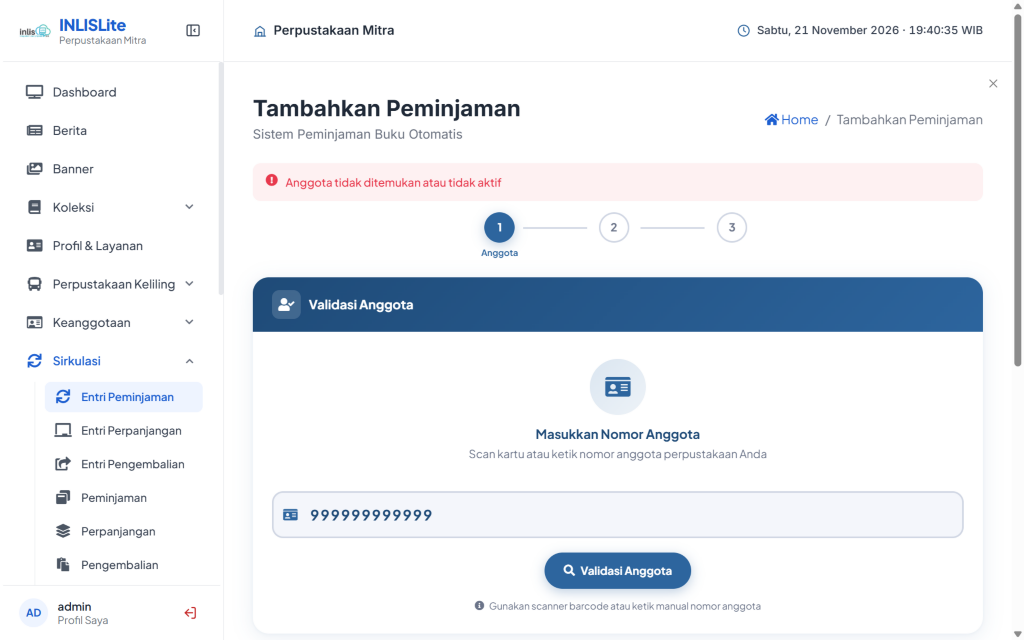 inlis
INLISLite
Perpustakaan Mitra
Perpustakaan Mitra
Sabtu, 21 November 2026 · 19:40:35 WIB
Dashboard
Berita
Banner
Koleksi
Profil & Layanan
Perpustakaan Keliling
Keanggotaan
Sirkulasi
Entri Peminjaman
Entri Perpanjangan
Entri Pengembalian
Peminjaman
Perpanjangan
Pengembalian
AD
admin
Profil Saya
Tambahkan Peminjaman
Sistem Peminjaman Buku Otomatis
Home / Tambahkan Peminjaman
Anggota tidak ditemukan atau tidak aktif
1
2
3
Anggota
Validasi Anggota
Masukkan Nomor Anggota
Scan kartu atau ketik nomor anggota perpustakaan Anda
999999999999
Validasi Anggota
Gunakan scanner barcode atau ketik manual nomor anggota